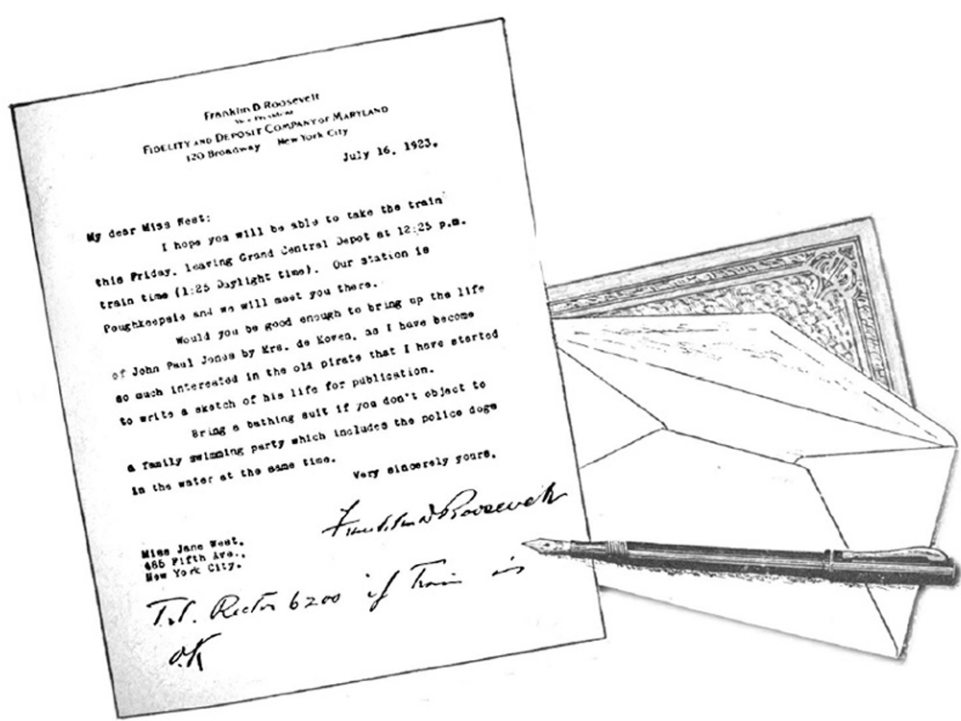 Franklin D. Roosevelt
Vice President
FIDELITY AND DEPOSIT COMPANY OF MARYLAND
120 Broadway New York City
July 16, 1923.
My dear Miss West:
I hope you will be able to take the train
this Friday, leaving Grand Central Depot at 12:25 p.m.
train time (1:25 Daylight time). Our station is
Poughkeepsie and we will meet you there.
Would you be good enough to bring up the life
of John Paul Jones by Mrs. de Koven, as I have become
so much interested in the old pirate that I have started
to write a sketch of his life for publication.
Bring a bathing suit if you don't object to
a family swimming party which includes the police dogs
in the water at the same time.
Very sincerely yours,
Franklin D Roosevelt
Miss Jane West,
485 Fifth Ave.,
New York City.
Tel. Rector 6200 if Train is
O.K